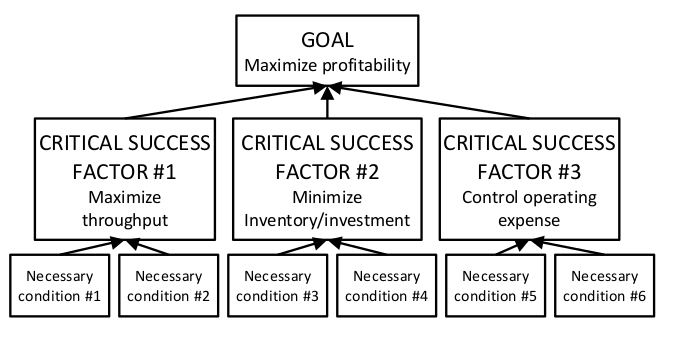 GOAL
Maximize profitability
CRITICAL SUCCESS
FACTOR #1
Maximize
throughput
CRITICAL SUCCESS
FACTOR #2
Minimize
Inventory/investment
CRITICAL SUCCESS
FACTOR #3
Control operating
expense
Necessary
condition #1
Necessary
condition #2
Necessary
condition #3
Necessary
condition #4
Necessary
condition #5
Necessary
condition #6